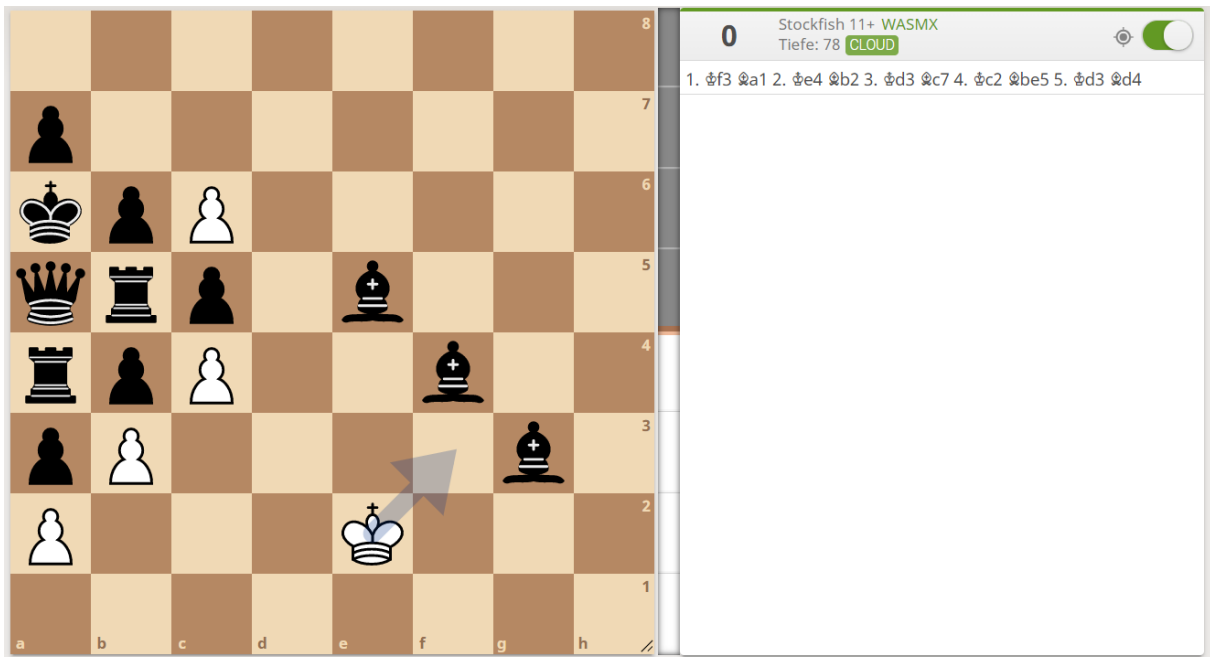 8
7
6
5
4
3
2
1
a b c d e f g h
0
Stockfish 11+ WASMX
Tiefe: 78 CLOUD
1. ♔f3 ♝a1 2. ♔e4 ♝b2 3. ♔d3 ♝c7 4. ♔c2 ♝be5 5. ♔d3 ♝d4